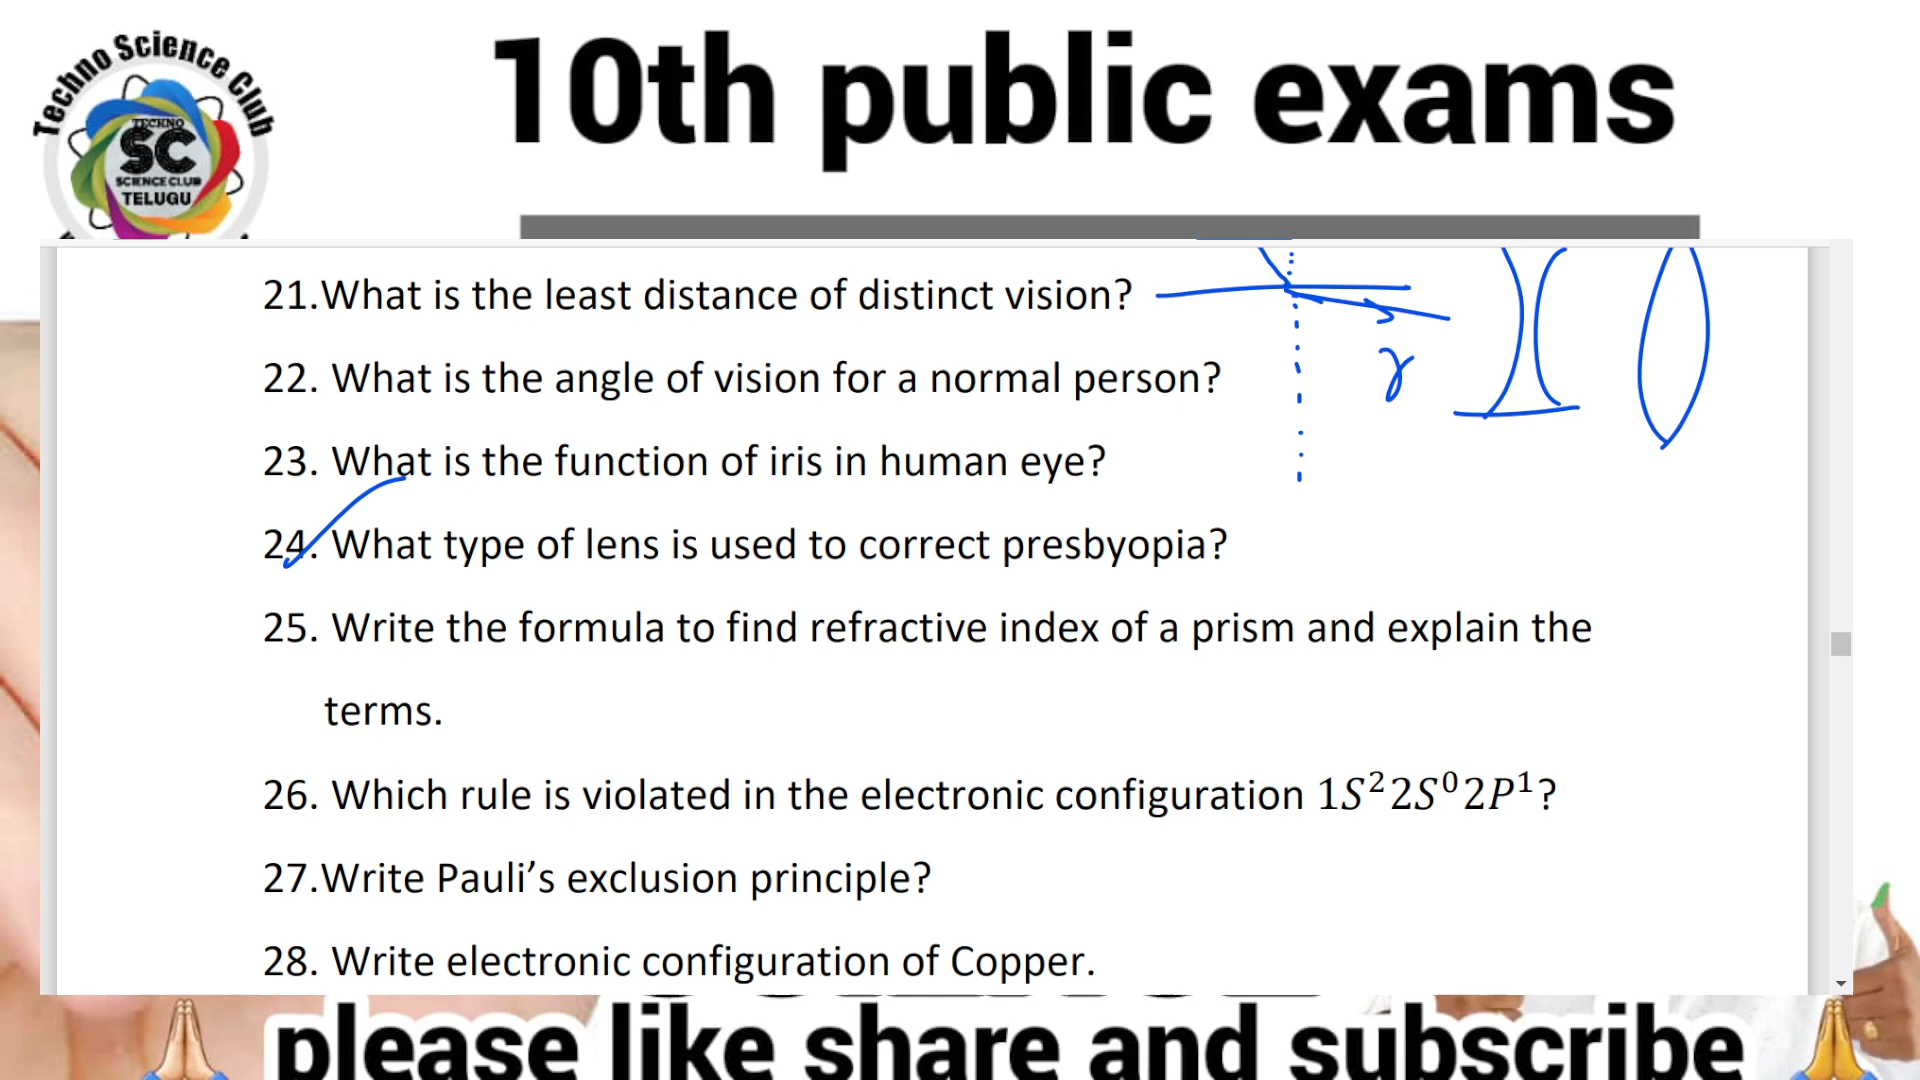 Techno Science Club
10th public exams
TECHNO
SC
SCIENCE CLUB
TELUGU
21.What is the least distance of distinct vision?
22. What is the angle of vision for a normal person?
r
23. What is the function of iris in human eye?
24. What type of lens is used to correct presbyopia?
25. Write the formula to find refractive index of a prism and explain the
terms.
26. Which rule is violated in the electronic configuration 1S²2S⁰2P¹?
27.Write Pauli’s exclusion principle?
28. Write electronic configuration of Copper.
please like share and subscribe